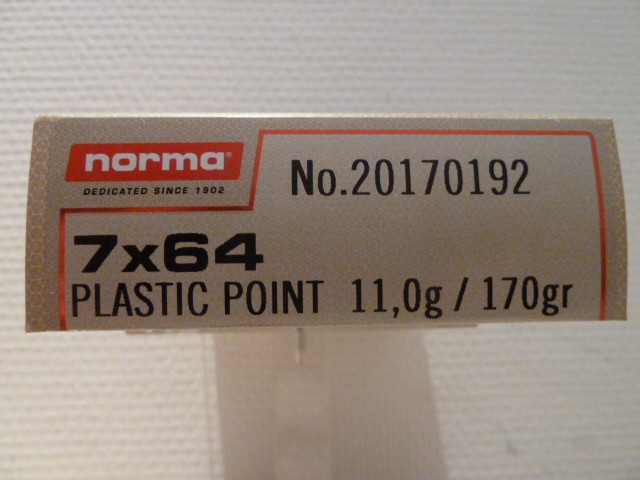 norma
DEDICATED SINCE 1902
No.20170192
7x64
PLASTIC POINT 11,0g / 170gr